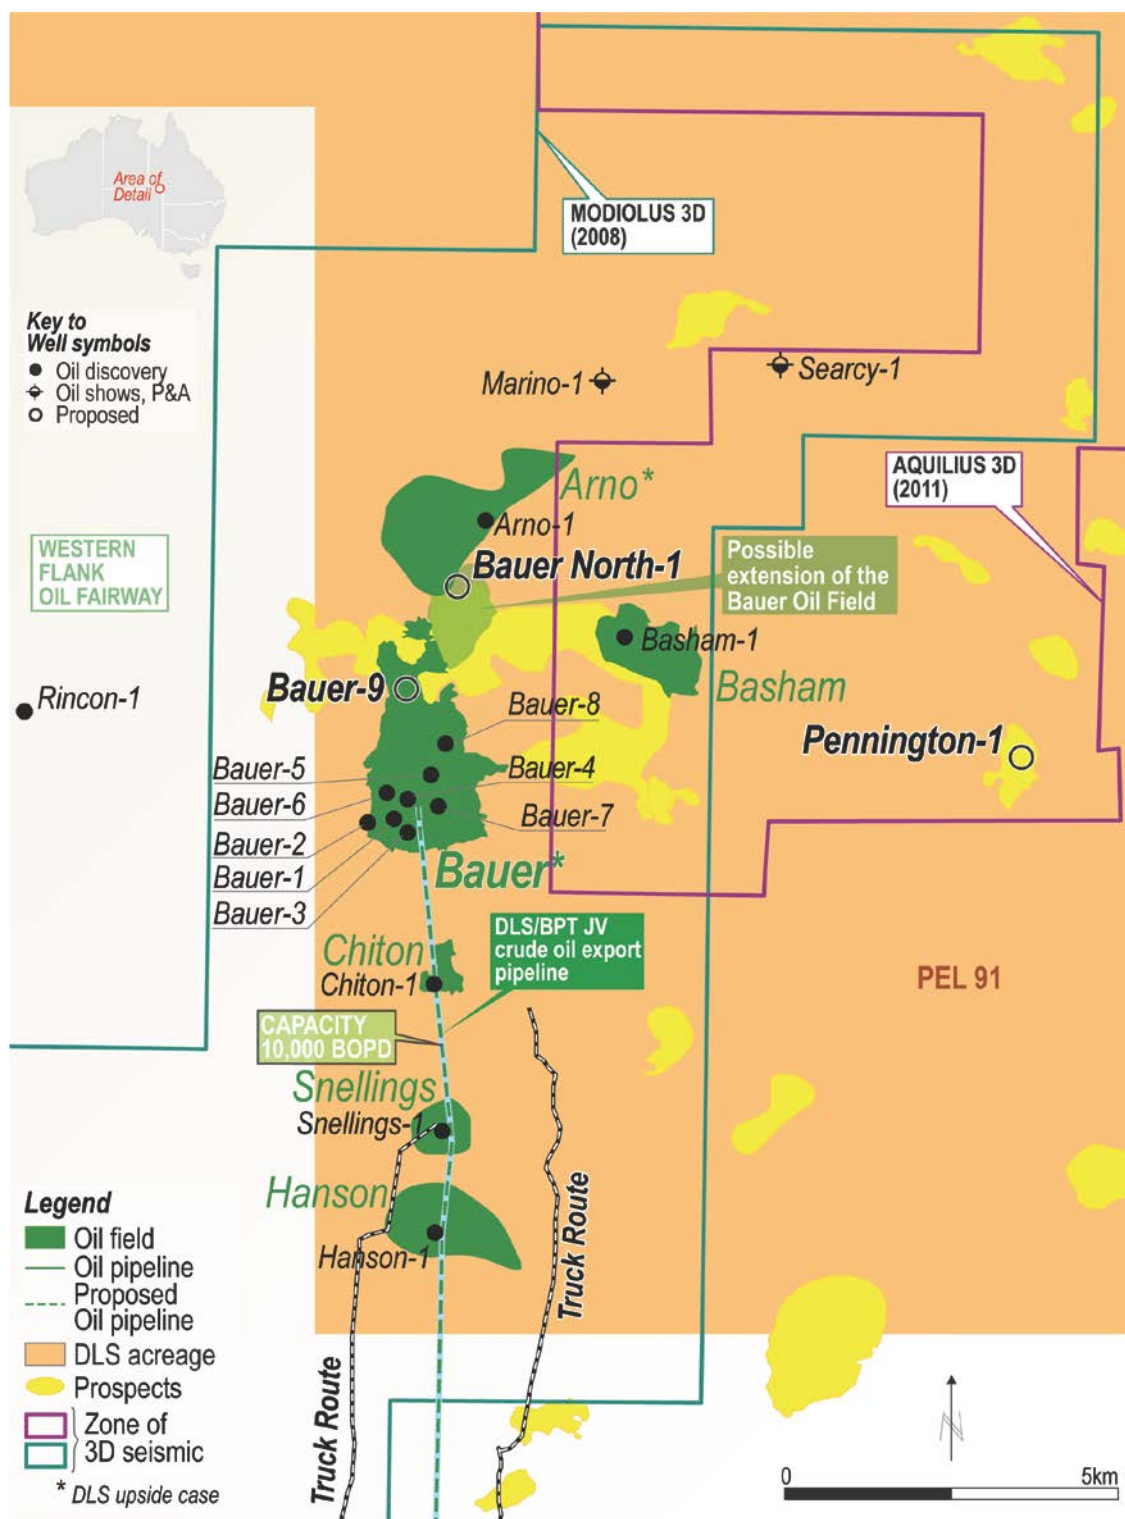 Area of
Detail
MODIOLUS 3D
(2008)
Key to
Well symbols
Oil discovery
Oil shows, P&A
Proposed
Marino-1
Searcy-1
AQUILIUS 3D
(2011)
Arno*
Arno-1
WESTERN
FLANK
OIL FAIRWAY
Bauer North-1
Possible
extension of the
Bauer Oil Field
Basham-1
Basham
Rincon-1
Bauer-9
Bauer-8
Pennington-1
Bauer-5
Bauer-4
Bauer-6
Bauer-7
Bauer-2
Bauer-1
Bauer-3
Bauer*
DLS/BPT JV
crude oil export
pipeline
Chiton
Chiton-1
PEL 91
CAPACITY
10,000 BOPD
Snellings
Snellings-1
Hanson
Hanson-1
Truck Route
Truck Route
Legend
Oil field
Oil pipeline
Proposed
Oil pipeline
DLS acreage
Prospects
Zone of
3D seismic
* DLS upside case
N
0 5km